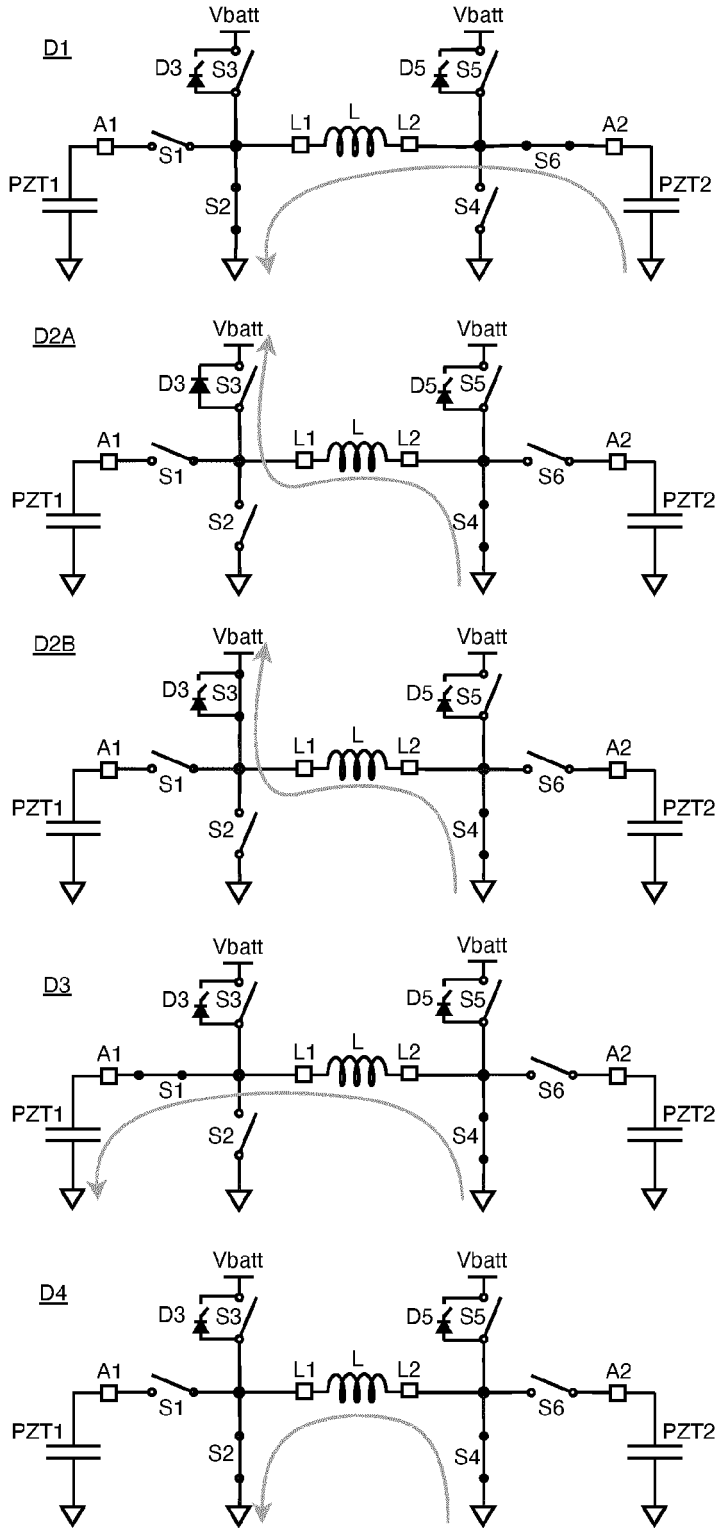 D1
Vbatt Vbatt
D3 S3 D5 S5
A1 L1 L L2 A2
S1 S6
PZT1 S2 S4 PZT2
D2A
Vbatt Vbatt
D3 S3 D5 S5
A1 L1 L L2 A2
S1 S6
PZT1 S2 S4 PZT2
D2B
Vbatt Vbatt
D3 S3 D5 S5
A1 L1 L L2 A2
S1 S6
PZT1 S2 S4 PZT2
D3
Vbatt Vbatt
D3 S3 D5 S5
A1 L1 L L2 A2
S1 S6
PZT1 S2 S4 PZT2
D4
Vbatt Vbatt
D3 S3 D5 S5
A1 L1 L L2 A2
S1 S6
PZT1 S2 S4 PZT2